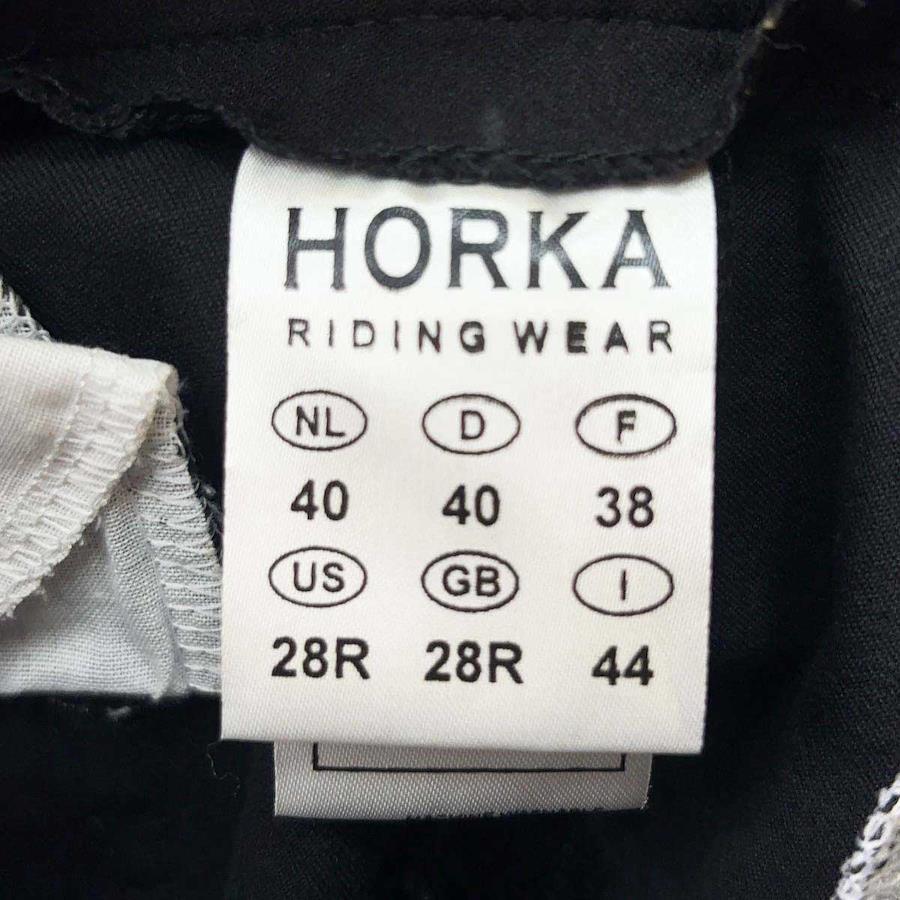 HORKA
RIDING WEAR
NL D F
40 40 38
US GB I
28R 28R 44